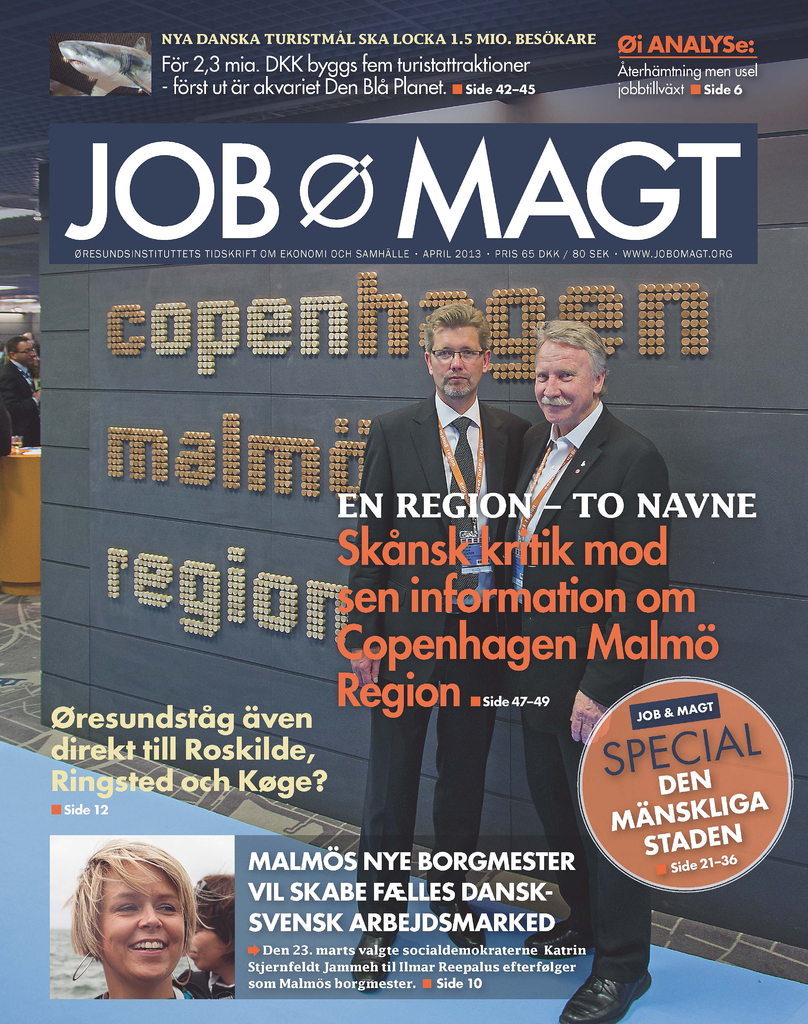 NYA DANSKA TURISTMÅL SKA LOCKA 1.5 MIO. BESÖKARE
För 2,3 mia. DKK byggs fem turistattraktioner
- först ut är akvariet Den Blå Planet. Side 42–45
Øi ANALYSe:
Återhämtning men usel
jobbtillväxt Side 6
JOB Ø MAGT
ØRESUNDSINSTITUTTETS TIDSKRIFT OM EKONOMI OCH SAMHÄLLE • APRIL 2013 • PRIS 65 DKK / 80 SEK • WWW.JOBOMAGT.ORG
copenhagen
malmö
region
EN REGION – TO NAVNE
Skånsk kritik mod
sen information om
Copenhagen Malmö
Region Side 47–49
Øresundståg även
direkt till Roskilde,
Ringsted och Køge?
Side 12
JOB & MAGT
SPECIAL
DEN
MÄNSKLIGA
STADEN
Side 21–36
MALMÖS NYE BORGMESTER
VIL SKABE FÆLLES DANSK-
SVENSK ARBEJDSMARKED
Den 23. marts valgte socialdemokraterne Katrin
Stjernfeldt Jammeh til Ilmar Reepalus efterfølger
som Malmös borgmester. Side 10